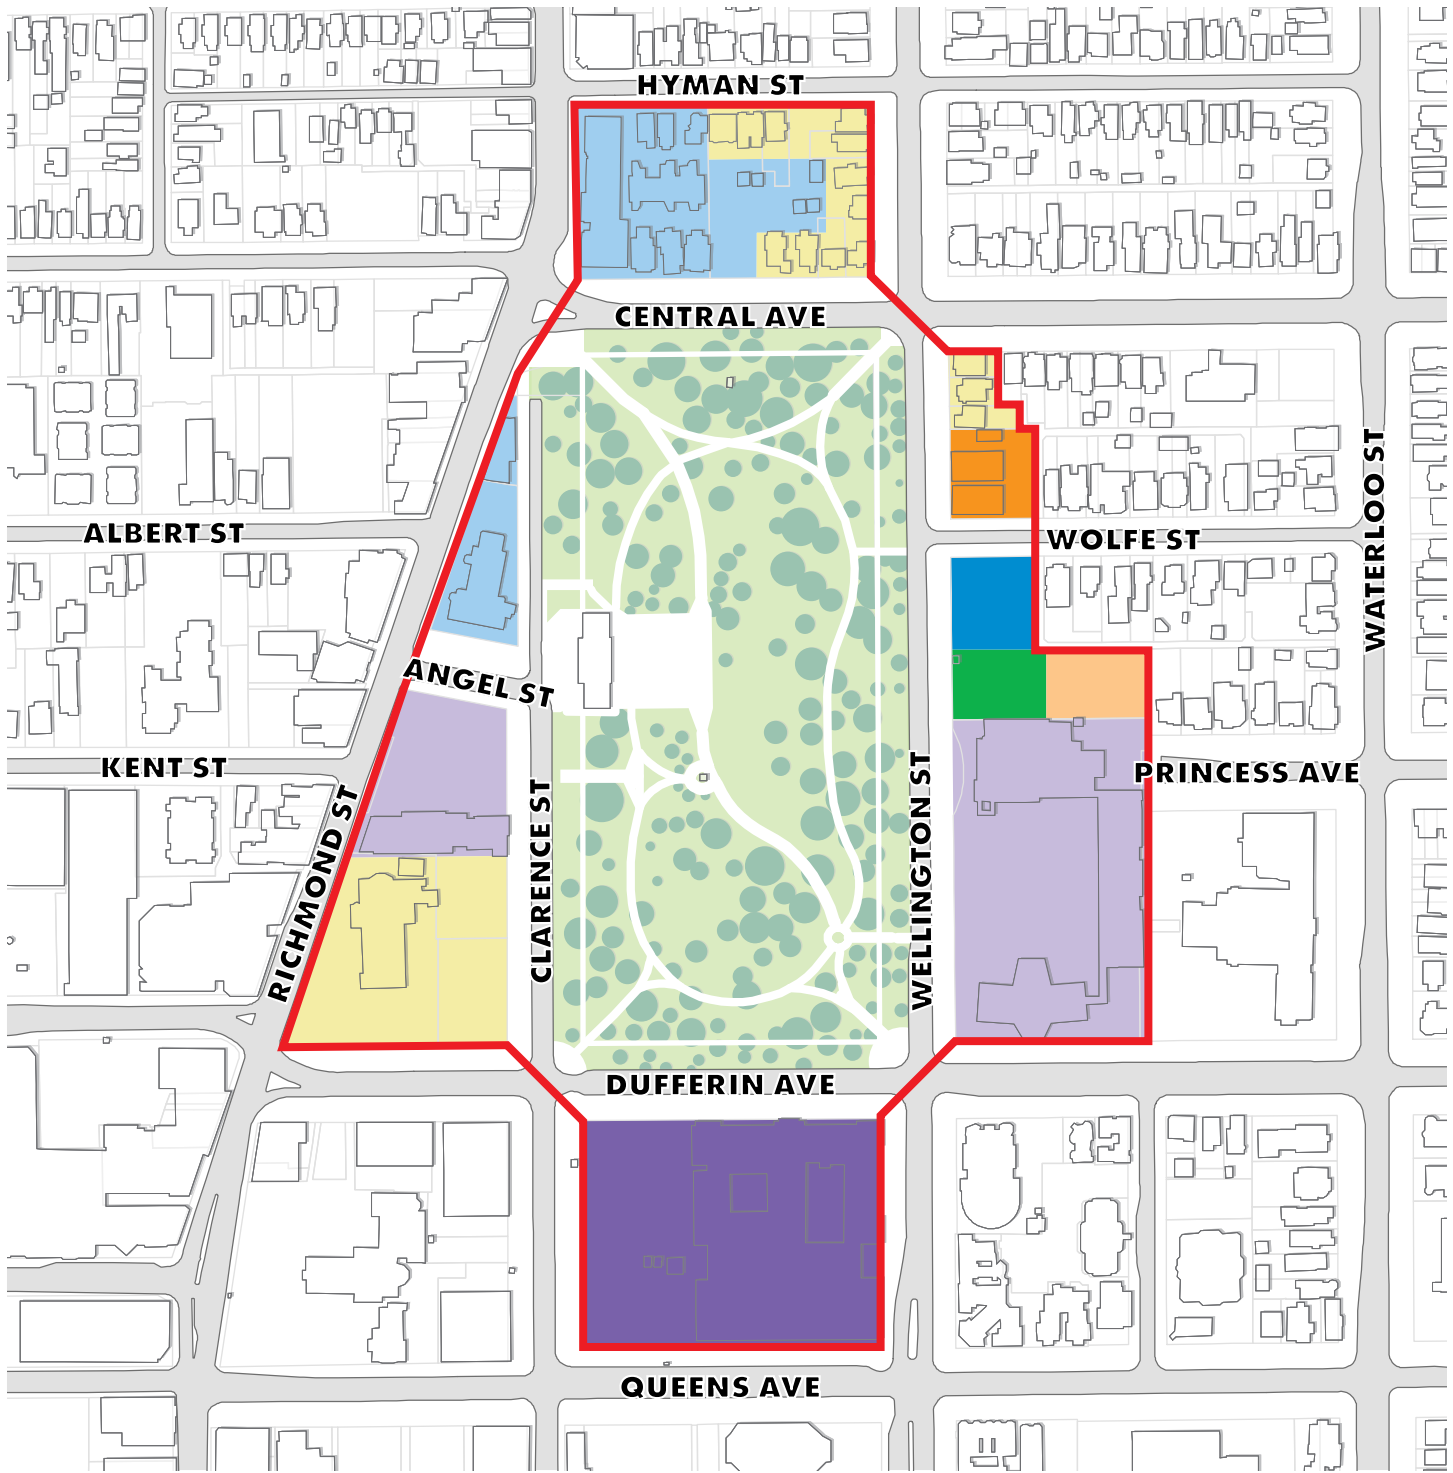 HYMAN ST
CENTRAL AVE
ALBERT ST
WOLFE ST
WATERLOO ST
ANGEL ST
KENT ST
PRINCESS AVE
RICHMOND ST
CLARENCE ST
WELLINGTON ST
DUFFERIN AVE
QUEENS AVE